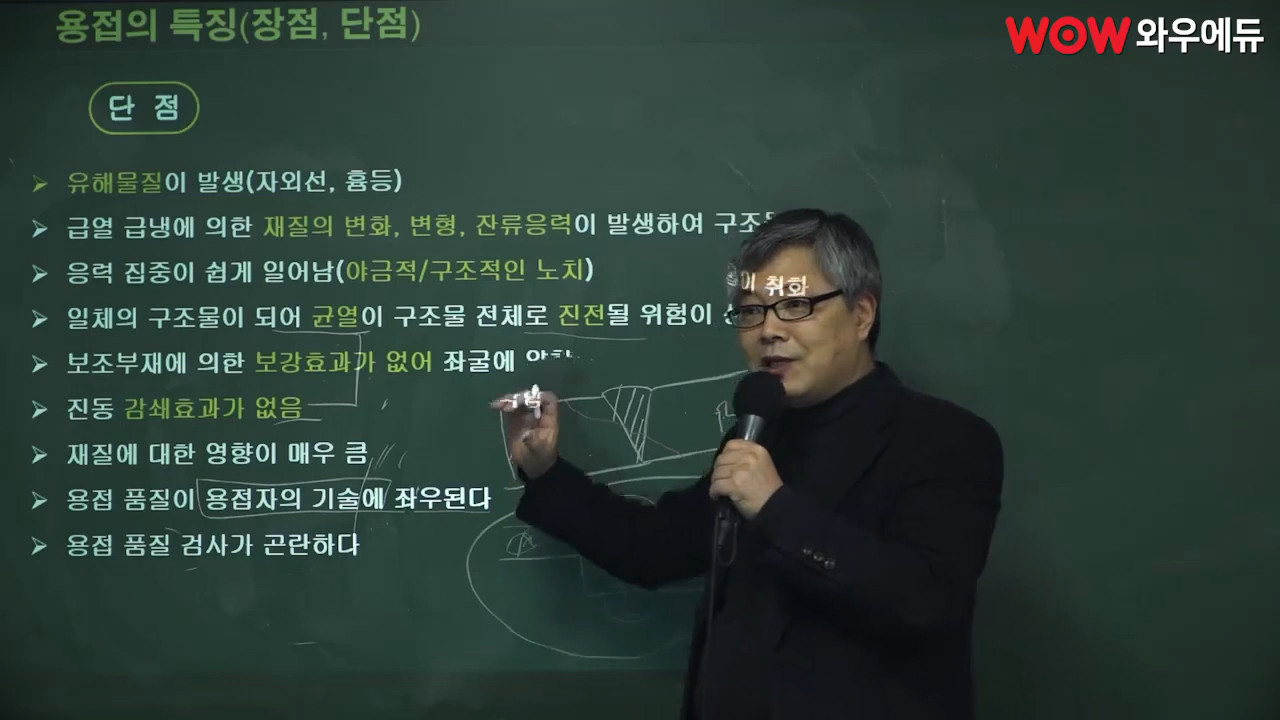 용접의 특징(장점, 단점)
WOW 와우에듀
단 점
➢ 유해물질이 발생(자외선, 흄등)
➢ 급열 급냉에 의한 재질의 변화, 변형, 잔류응력이 발생하여
이 취화
➢ 응력 집중이 쉽게 일어남(야금적/구조적인 노치)
➢ 일체의 구조물이 되어 균열이 구조물 전체로 진전될 위험이
➢ 보조부재에 의한 보강효과가 없어 좌굴에
➢ 진동 감쇄효과가 없음
➢ 재질에 대한 영향이 매우 큼
➢ 용접 품질이 용접자의 기술에 좌우된다
➢ 용접 품질 검사가 곤란하다